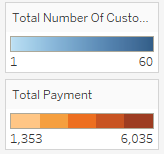 Total Number Of Custo...
1 60
Total Payment
1,353 6,035